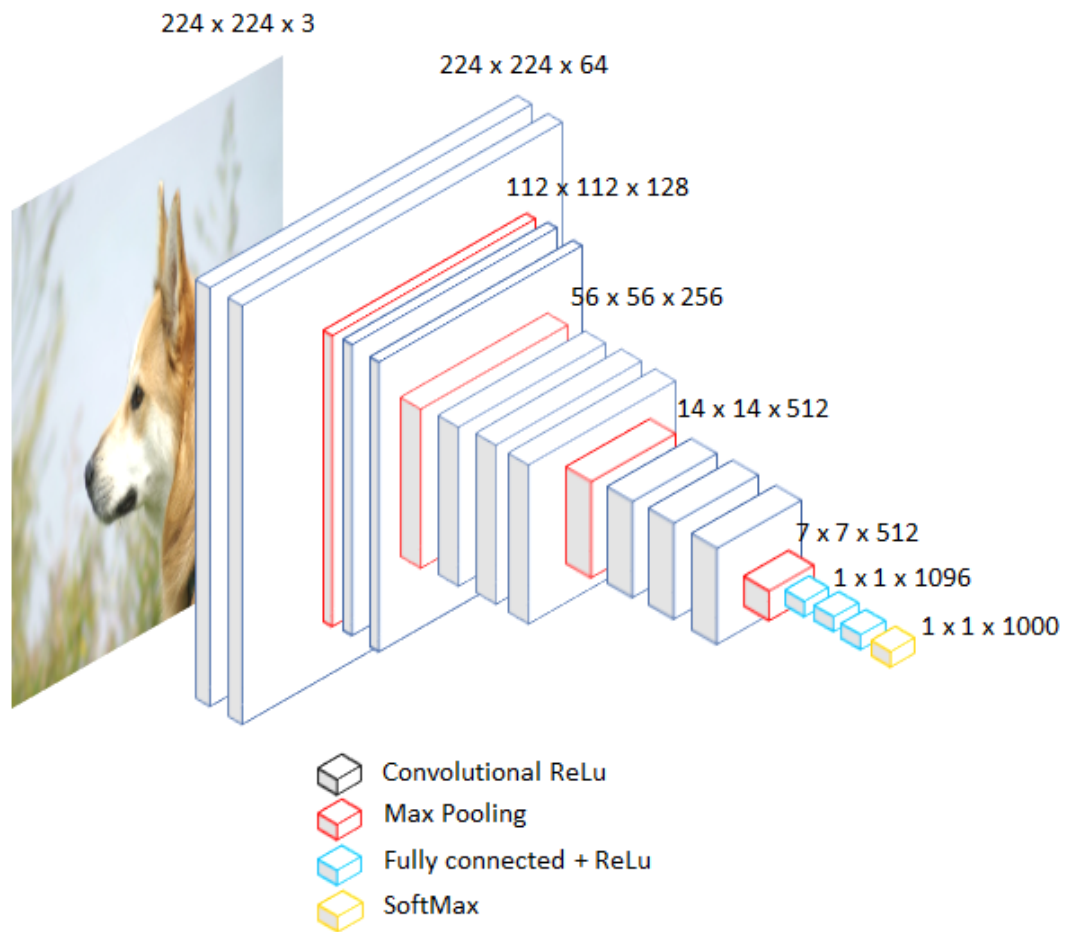 224 x 224 x 3
224 x 224 x 64
112 x 112 x 128
56 x 56 x 256
14 x 14 x 512
7 x 7 x 512
1 x 1 x 1096
1 x 1 x 1000
Convolutional ReLu
Max Pooling
Fully connected + ReLu
SoftMax